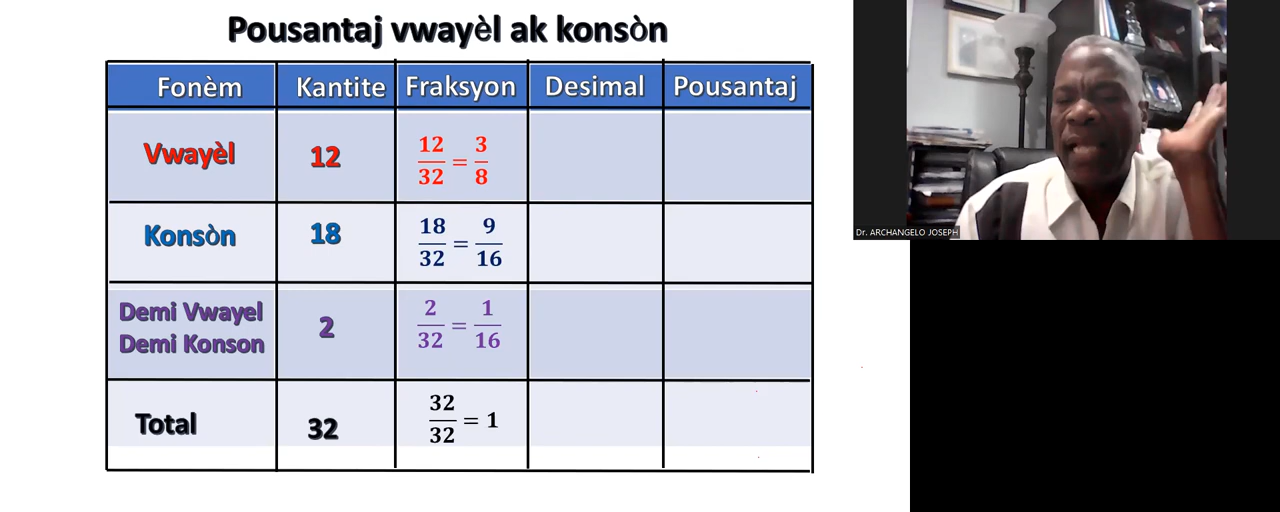 Pousantaj vwayèl ak konsòn
Fonèm Kantite Fraksyon Desimal Pousantaj
Vwayèl 12 12/32 = 3/8
Konsòn 18 18/32 = 9/16
Demi Vwayel
Demi Konson 2 2/32 = 1/16
Total 32 32/32 = 1
Dr. ARCHANGELO JOSEPH